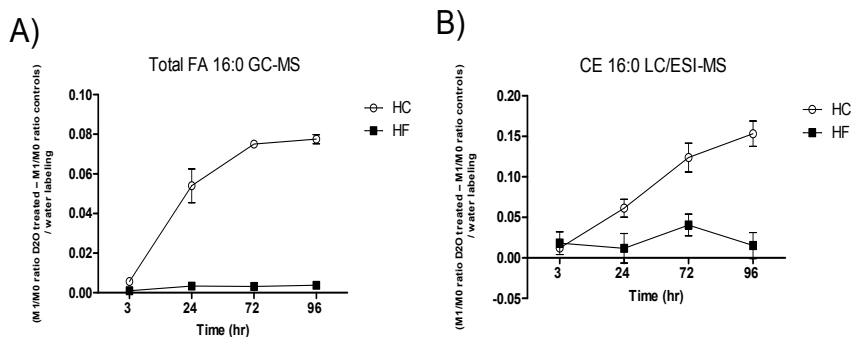 A)
Total FA 16:0 GC-MS
(M1/M0 ratio D2O treated – M1/M0 ratio controls)
/ water labeling
0.10
0.08
0.06
0.04
0.02
0.00
3
24
72
96
Time (hr)
HC
HF
B)
CE 16:0 LC/ESI-MS
(M1/M0 ratio D2O treated – M1/M0 ratio controls)
/ water labeling
0.20
0.15
0.10
0.05
0.00
-0.05
3
24
72
96
Time (hr)
HC
HF